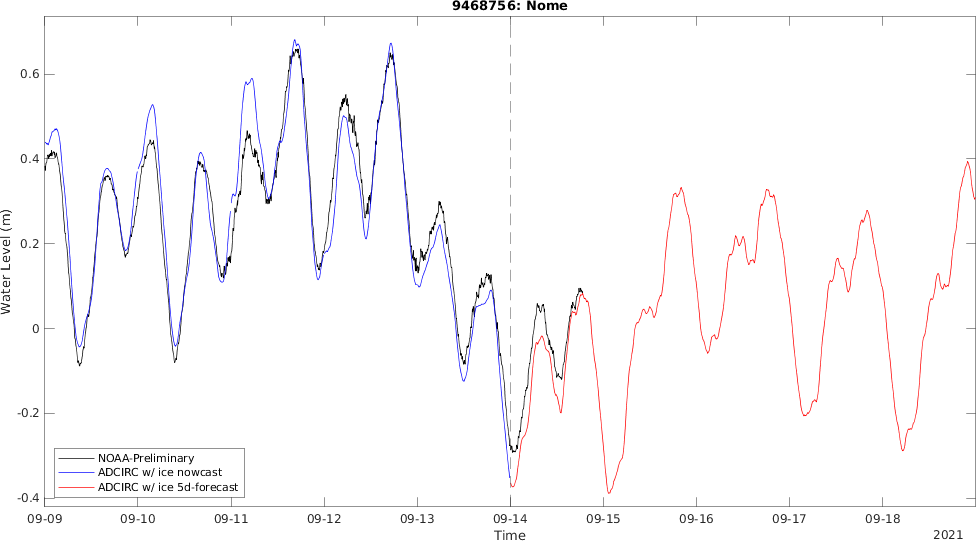 9468756: Nome
Water Level (m)
0.6
0.4
0.2
0
-0.2
-0.4
NOAA-Preliminary
ADCIRC w/ ice nowcast
ADCIRC w/ ice 5d-forecast
09-09 09-10 09-11 09-12 09-13 09-14 09-15 09-16 09-17 09-18
Time
2021